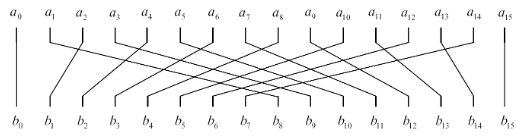 a₀ a₁ a₂ a₃ a₄ a₅ a₆ a₇ a₈ a₉ a₁₀ a₁₁ a₁₂ a₁₃ a₁₄ a₁₅
b₀ b₁ b₂ b₃ b₄ b₅ b₆ b₇ b₈ b₉ b₁₀ b₁₁ b₁₂ b₁₃ b₁₄ b₁₅